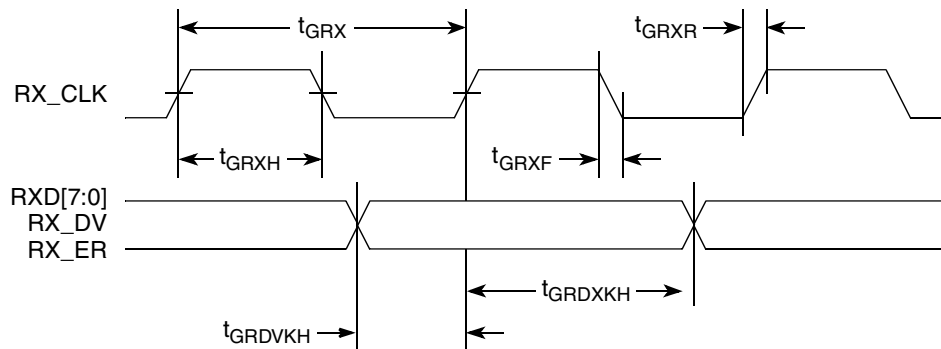 tGRX
tGRXR
RX_CLK
tGRXH
tGRXF
RXD[7:0]
RX_DV
RX_ER
tGRDXKH
tGRDVKH